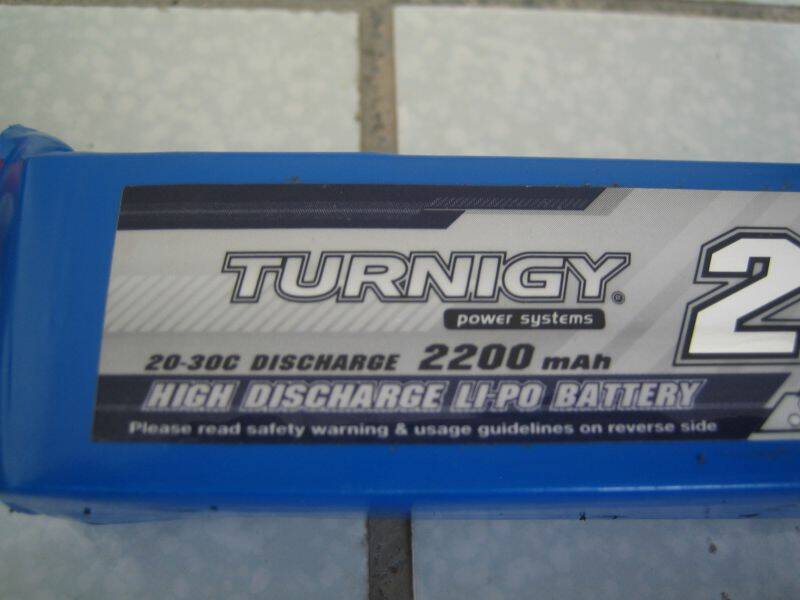 TURNIGY®
power systems
2
20-30C DISCHARGE 2200 mAh
HIGH DISCHARGE LI-PO BATTERY
Please read safety warning & usage guidelines on reverse side